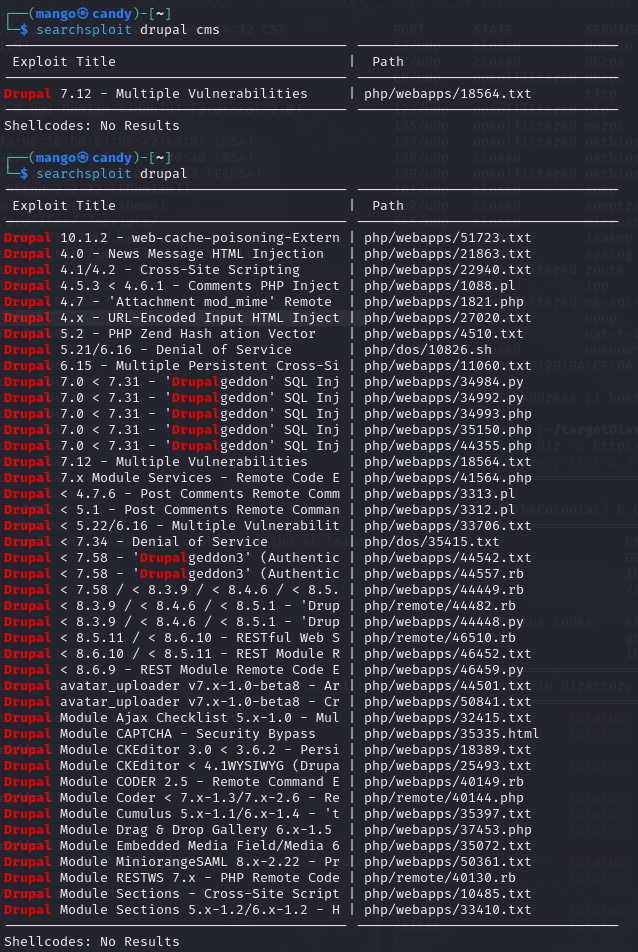 ┌──(mango㉿candy)-[~]
└─$ searchsploit drupal cms
Exploit Title | Path
Drupal 7.12 - Multiple Vulnerabilities | php/webapps/18564.txt
Shellcodes: No Results
┌──(mango㉿candy)-[~]
└─$ searchsploit drupal
Exploit Title | Path
Drupal 10.1.2 - web-cache-poisoning-Extern | php/webapps/51723.txt
Drupal 4.0 - News Message HTML Injection | php/webapps/21863.txt
Drupal 4.1/4.2 - Cross-Site Scripting | php/webapps/22940.txt
Drupal 4.5.3 < 4.6.1 - Comments PHP Inject | php/webapps/1088.pl
Drupal 4.7 - 'Attachment mod_mime' Remote | php/webapps/1821.php
Drupal 4.x - URL-Encoded Input HTML Inject | php/webapps/27020.txt
Drupal 5.2 - PHP Zend Hash ation Vector | php/webapps/4510.txt
Drupal 5.21/6.16 - Denial of Service | php/dos/10826.sh
Drupal 6.15 - Multiple Persistent Cross-Si | php/webapps/11060.txt
Drupal 7.0 < 7.31 - 'Drupalgeddon' SQL Inj | php/webapps/34984.py
Drupal 7.0 < 7.31 - 'Drupalgeddon' SQL Inj | php/webapps/34992.py
Drupal 7.0 < 7.31 - 'Drupalgeddon' SQL Inj | php/webapps/34993.php
Drupal 7.0 < 7.31 - 'Drupalgeddon' SQL Inj | php/webapps/35150.php
Drupal 7.0 < 7.31 - 'Drupalgeddon' SQL Inj | php/webapps/44355.php
Drupal 7.12 - Multiple Vulnerabilities | php/webapps/18564.txt
Drupal 7.x Module Services - Remote Code E | php/webapps/41564.php
Drupal < 4.7.6 - Post Comments Remote Comm | php/webapps/3313.pl
Drupal < 5.1 - Post Comments Remote Comman | php/webapps/3312.pl
Drupal < 5.22/6.16 - Multiple Vulnerabilit | php/webapps/33706.txt
Drupal < 7.34 - Denial of Service | php/dos/35415.txt
Drupal < 7.58 - 'Drupalgeddon3' (Authentic | php/webapps/44542.txt
Drupal < 7.58 - 'Drupalgeddon3' (Authentic | php/webapps/44557.rb
Drupal < 7.58 / < 8.3.9 / < 8.4.6 / < 8.5. | php/webapps/44449.rb
Drupal < 8.3.9 / < 8.4.6 / < 8.5.1 - 'Drup | php/remote/44482.rb
Drupal < 8.3.9 / < 8.4.6 / < 8.5.1 - 'Drup | php/webapps/44448.py
Drupal < 8.5.11 / < 8.6.10 - RESTful Web S | php/remote/46510.rb
Drupal < 8.6.10 / < 8.5.11 - REST Module R | php/webapps/46452.txt
Drupal < 8.6.9 - REST Module Remote Code E | php/webapps/46459.py
Drupal avatar_uploader v7.x-1.0-beta8 - Ar | php/webapps/44501.txt
Drupal avatar_uploader v7.x-1.0-beta8 - Cr | php/webapps/50841.txt
Drupal Module Ajax Checklist 5.x-1.0 - Mul | php/webapps/32415.txt
Drupal Module CAPTCHA - Security Bypass | php/webapps/35335.html
Drupal Module CKEditor 3.0 < 3.6.2 - Persi | php/webapps/18389.txt
Drupal Module CKEditor < 4.1WYSIWYG (Drupa | php/webapps/25493.txt
Drupal Module CODER 2.5 - Remote Command E | php/webapps/40149.rb
Drupal Module Coder < 7.x-1.3/7.x-2.6 - Re | php/remote/40144.php
Drupal Module Cumulus 5.x-1.1/6.x-1.4 - 't | php/webapps/35397.txt
Drupal Module Drag & Drop Gallery 6.x-1.5 | php/webapps/37453.php
Drupal Module Embedded Media Field/Media 6 | php/webapps/35072.txt
Drupal Module MiniorangeSAML 8.x-2.22 - Pr | php/webapps/50361.txt
Drupal Module RESTWS 7.x - PHP Remote Code | php/remote/40130.rb
Drupal Module Sections - Cross-Site Script | php/webapps/10485.txt
Drupal Module Sections 5.x-1.2/6.x-1.2 - H | php/webapps/33410.txt
Shellcodes: No Results